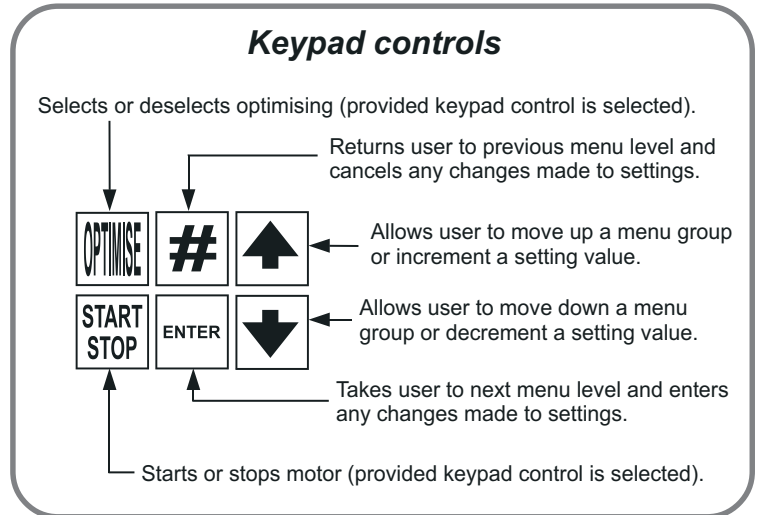 Keypad controls
Selects or deselects optimising (provided keypad control is selected).
Returns user to previous menu level and
cancels any changes made to settings.
OPTIMISE
#
Allows user to move up a menu group
or increment a setting value.
START
STOP
ENTER
Allows user to move down a menu
group or decrement a setting value.
Takes user to next menu level and enters
any changes made to settings.
Starts or stops motor (provided keypad control is selected).